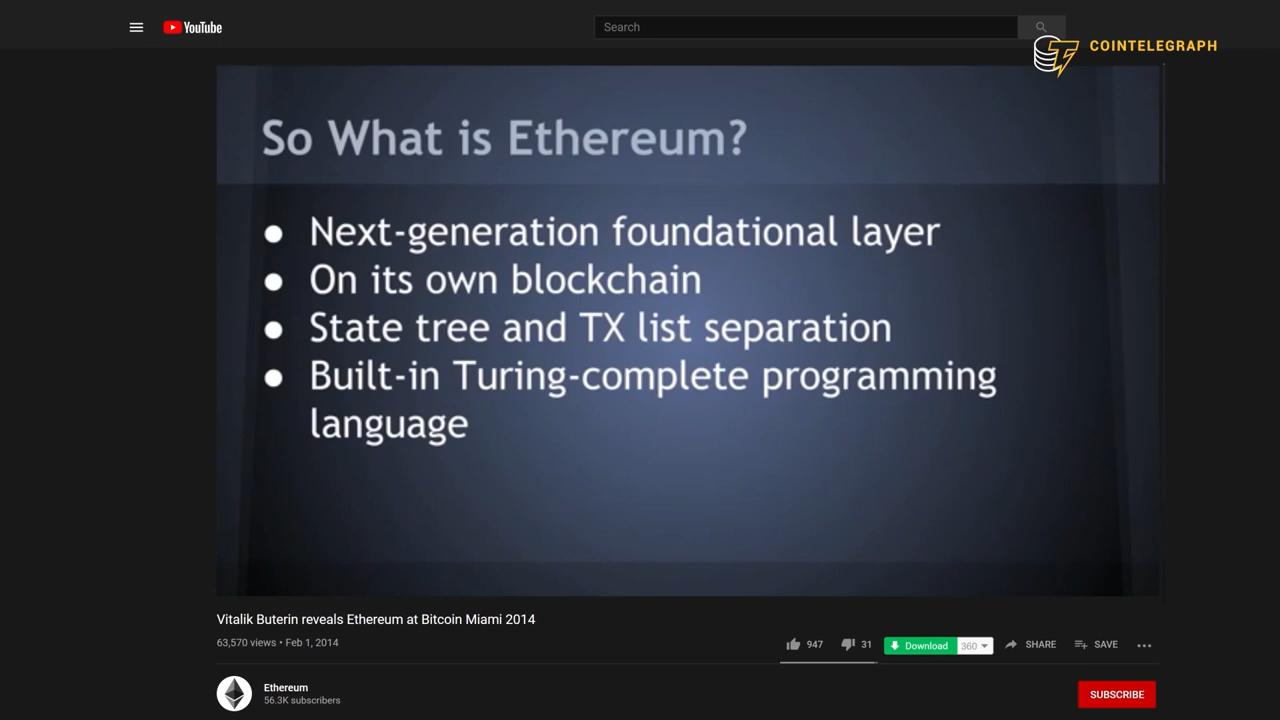 YouTube
Search
COINTELEGRAPH
So What is Ethereum?
● Next-generation foundational layer
● On its own blockchain
● State tree and TX list separation
● Built-in Turing-complete programming
language
Vitalik Buterin reveals Ethereum at Bitcoin Miami 2014
63,570 views • Feb 1, 2014
947
31
Download
360
SHARE
SAVE
Ethereum
56.3K subscribers
SUBSCRIBE